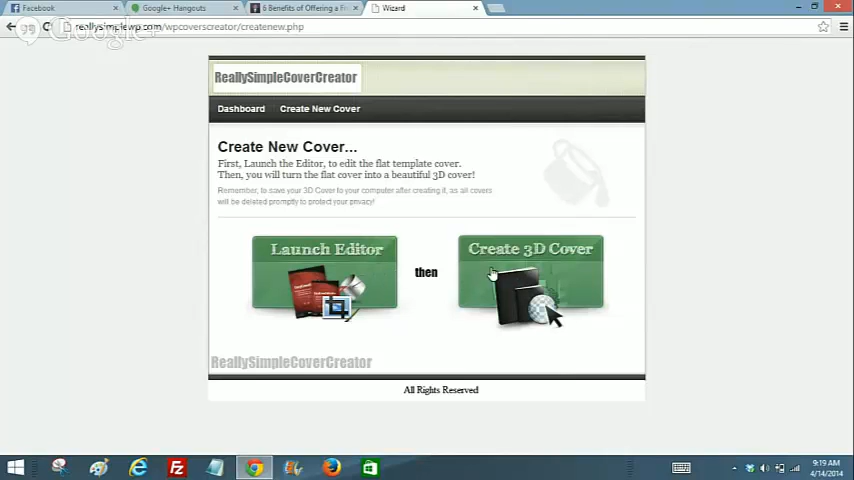 Facebook
Google+ Hangouts
6 Benefits of Offering a Fre
Wizard
reallysimplewp.com/wpcoverscreator/createnew.php
Google+
ReallySimpleCoverCreator
Dashboard
Create New Cover
Create New Cover...
First, Launch the Editor, to edit the flat template cover.
Then, you will turn the flat cover into a beautiful 3D cover!
Remember, to save your 3D Cover to your computer after creating it, as all covers
will be deleted promptly to protect your privacy!
Launch Editor
then
Create 3D Cover
ReallySimpleCoverCreator
All Rights Reserved
9:19 AM
4/14/2014